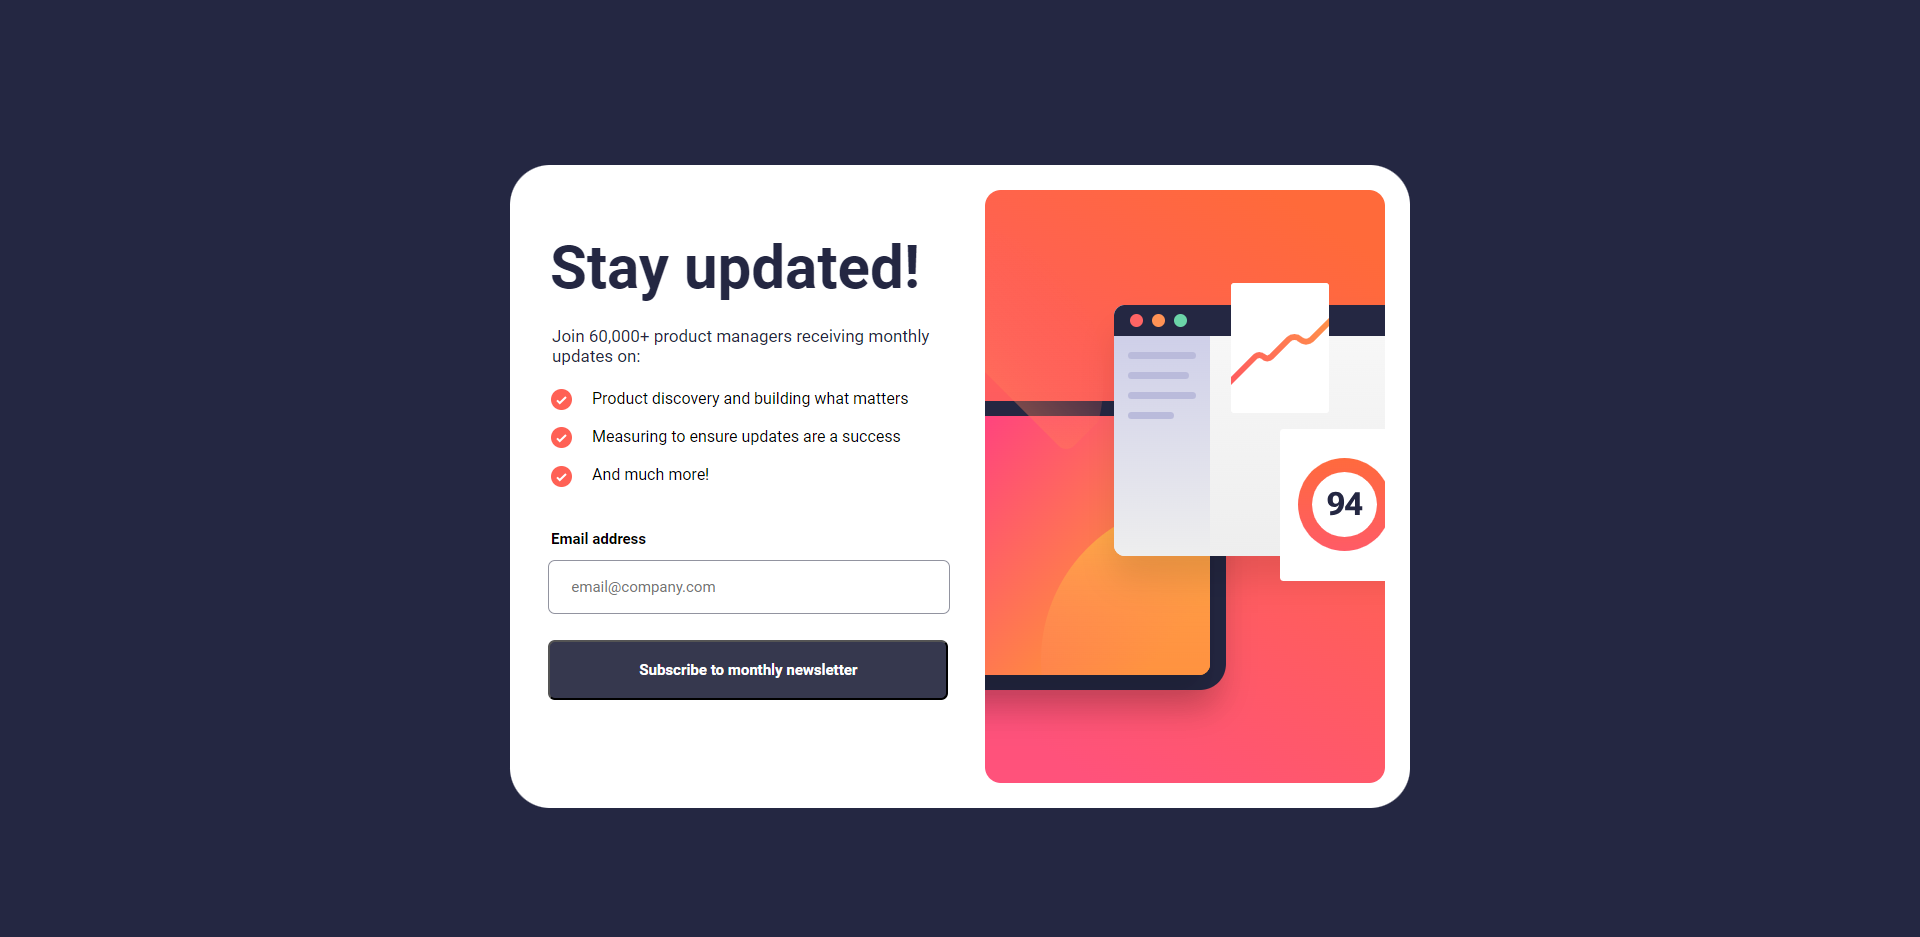 Stay updated!
Join 60,000+ product managers receiving monthly
updates on:
Product discovery and building what matters
Measuring to ensure updates are a success
And much more!
Email address
email@company.com
Subscribe to monthly newsletter
94